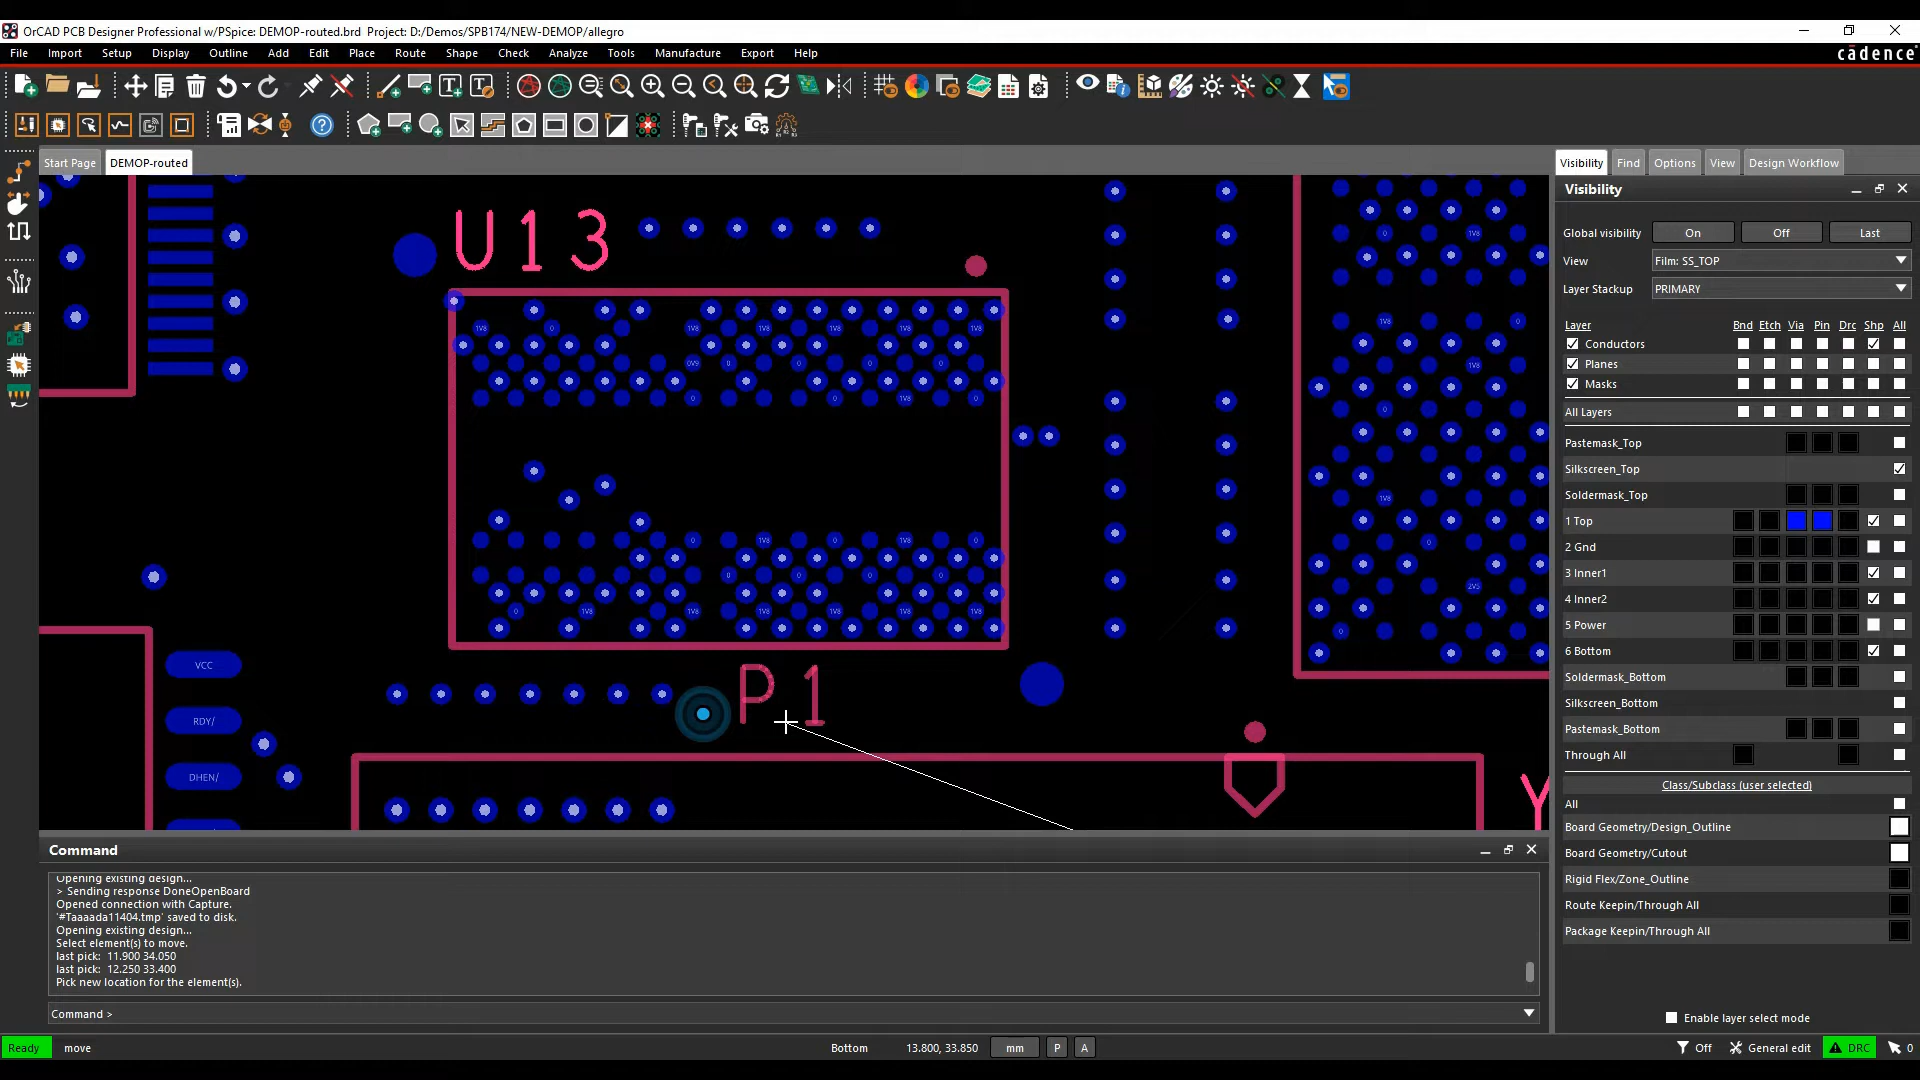 OrCAD PCB Designer Professional w/PSpice: DEMOP-routed.brd Project: D:/Demos/SPB174/NEW-DEMOP/allegro
File Import Setup Display Outline Add Edit Place Route Shape Check Analyze Tools Manufacture Export Help
cādence
Start Page DEMOP-routed
Visibility Find Options View Design Workflow
Visibility
Global visibility On Off Last
View Film: SS_TOP
Layer Stackup PRIMARY
Layer Bnd Etch Via Pin Drc Shp All
Conductors
Planes
Masks
All Layers
Pastemask_Top
Silkscreen_Top
Soldermask_Top
1 Top
2 Gnd
3 Inner1
4 Inner2
5 Power
6 Bottom
Soldermask_Bottom
Silkscreen_Bottom
Pastemask_Bottom
Through All
Class/Subclass (user selected)
All
Board Geometry/Design_Outline
Board Geometry/Cutout
Rigid Flex/Zone_Outline
Route Keepin/Through All
Package Keepin/Through All
Enable layer select mode
U13
P1
Y
VCC
RDY/
DHEN/
Command
Opening existing design...
> Sending response DoneOpenBoard
Opened connection with Capture.
'#Taaaada11404.tmp' saved to disk.
Opening existing design...
Select element(s) to move.
last pick: 11.900 34.050
last pick: 12.250 33.400
Pick new location for the element(s).
Command >
Ready move Bottom 13.800, 33.850 mm P A Off General edit DRC 0